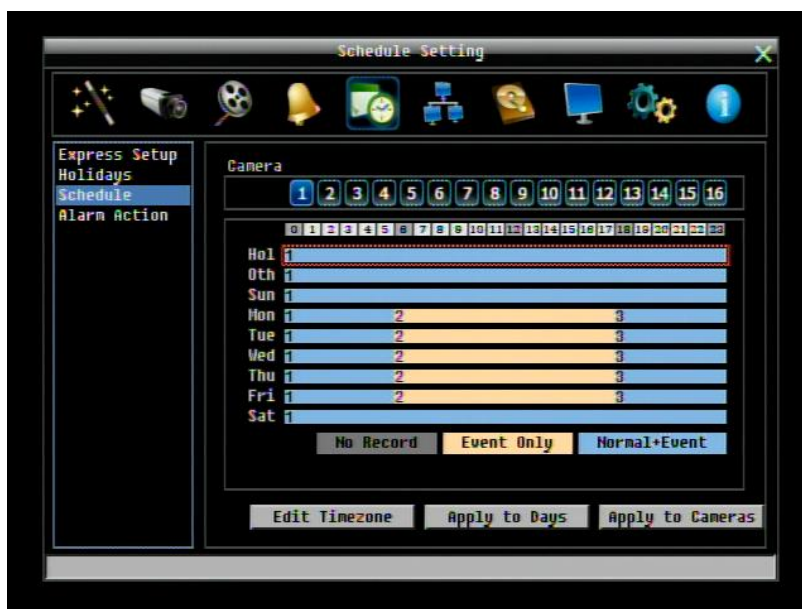 Schedule Setting
Express Setup
Holidays
Schedule
Alarm Action
Camera
1 2 3 4 5 6 7 8 9 10 11 12 13 14 15 16
0 1 2 3 4 5 6 7 8 9 10 11 12 13 14 15 16 17 18 19 20 21 22 23
Hol 1
Oth 1
Sun 1
Mon 1 2 3
Tue 1 2 3
Wed 1 2 3
Thu 1 2 3
Fri 1 2 3
Sat 1
No Record Event Only Normal+Event
Edit Timezone Apply to Days Apply to Cameras